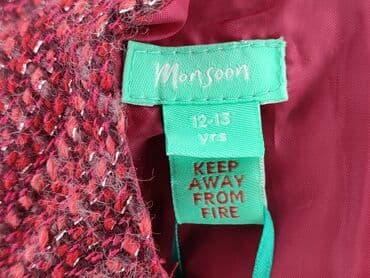 Monsoon
12-13
yrs
KEEP
AWAY
FROM
FIRE